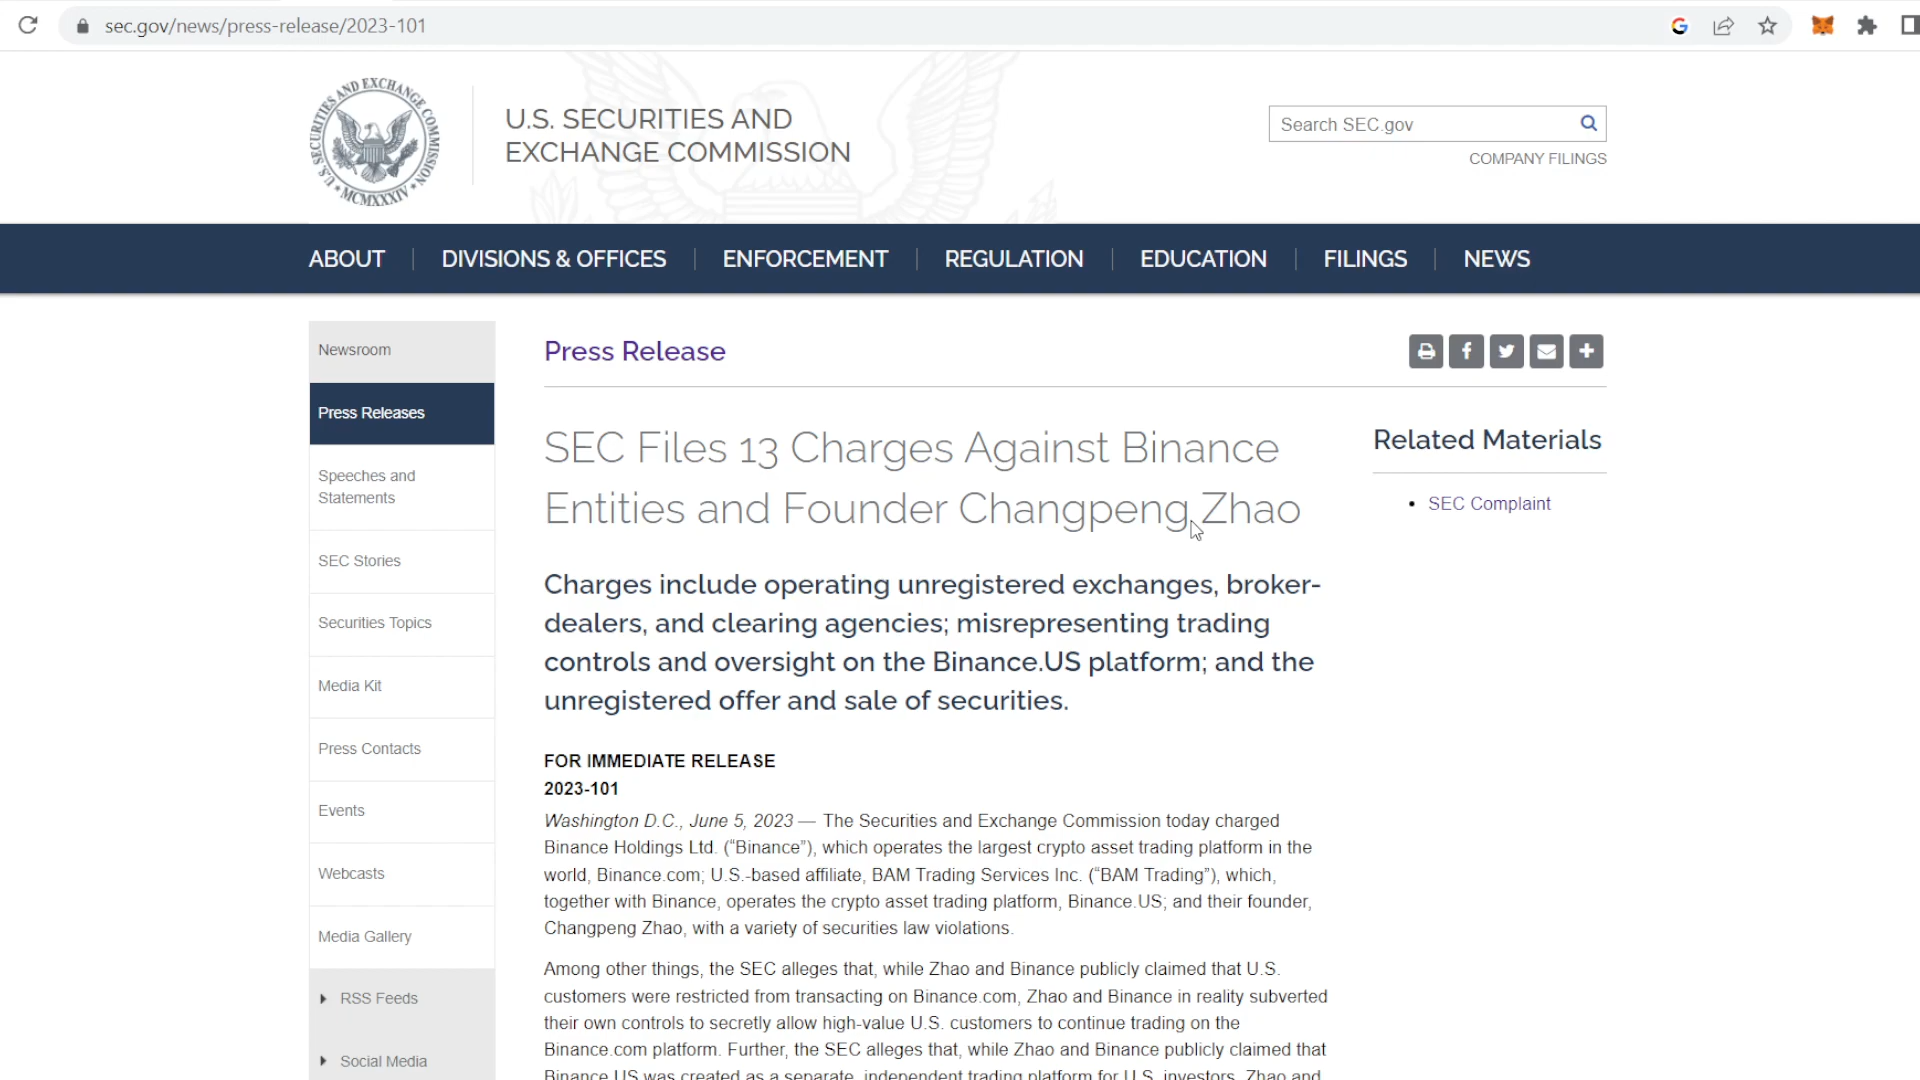 sec.gov/news/press-release/2023-101
U.S. SECURITIES AND EXCHANGE COMMISSION
MCMXXXIV
U.S. SECURITIES AND
EXCHANGE COMMISSION
Search SEC.gov
COMPANY FILINGS
ABOUT
DIVISIONS & OFFICES
ENFORCEMENT
REGULATION
EDUCATION
FILINGS
NEWS
Newsroom
Press Releases
Speeches and
Statements
SEC Stories
Securities Topics
Media Kit
Press Contacts
Events
Webcasts
Media Gallery
RSS Feeds
Social Media
Press Release
SEC Files 13 Charges Against Binance
Entities and Founder Changpeng Zhao
Charges include operating unregistered exchanges, broker-
dealers, and clearing agencies; misrepresenting trading
controls and oversight on the Binance.US platform; and the
unregistered offer and sale of securities.
FOR IMMEDIATE RELEASE
2023-101
Washington D.C., June 5, 2023 — The Securities and Exchange Commission today charged
Binance Holdings Ltd. (“Binance”), which operates the largest crypto asset trading platform in the
world, Binance.com; U.S.-based affiliate, BAM Trading Services Inc. (“BAM Trading”), which,
together with Binance, operates the crypto asset trading platform, Binance.US; and their founder,
Changpeng Zhao, with a variety of securities law violations.
Among other things, the SEC alleges that, while Zhao and Binance publicly claimed that U.S.
customers were restricted from transacting on Binance.com, Zhao and Binance in reality subverted
their own controls to secretly allow high-value U.S. customers to continue trading on the
Binance.com platform. Further, the SEC alleges that, while Zhao and Binance publicly claimed that
Binance.US was created as a separate, independent trading platform for U.S. investors, Zhao and
Related Materials
• SEC Complaint